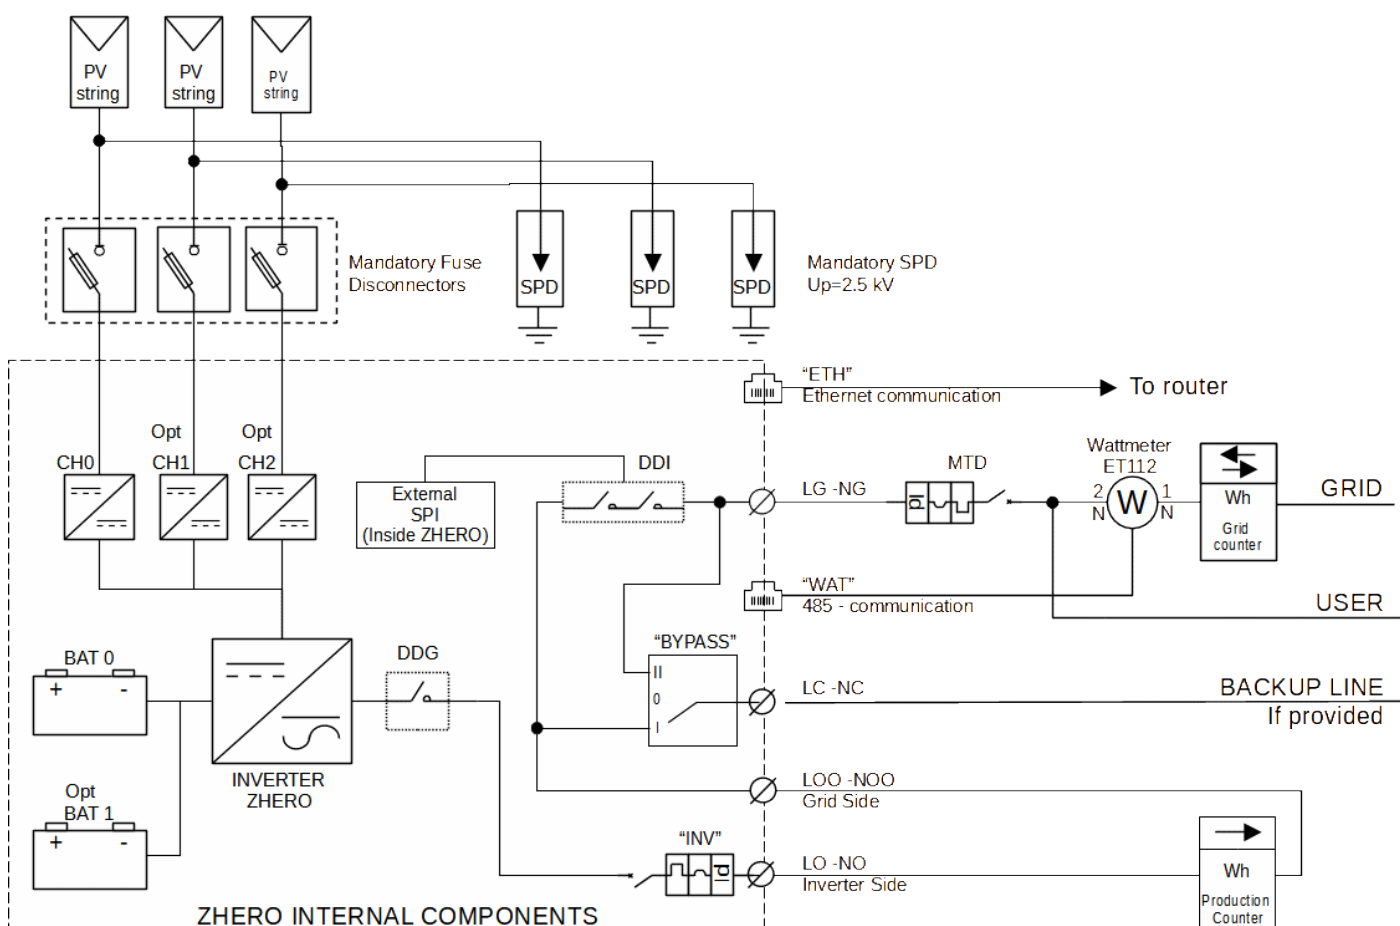 PV
string
PV
string
PV
string
Mandatory Fuse
Disconnectors
SPD
SPD
SPD
Mandatory SPD
Up=2.5 kV
"ETH"
Ethernet communication
To router
Opt
Opt
CH0
CH1
CH2
External
SPI
(Inside ZHERO)
DDI
LG -NG
MTD
Id
Wattmeter
ET112
2
N
W
1
N
Wh
Grid
counter
GRID
"WAT"
485 - communication
USER
"BYPASS"
II
0
I
LC -NC
BACKUP LINE
If provided
BAT 0
+ -
DDG
INVERTER
ZHERO
Opt
BAT 1
+ -
LOO -NOO
Grid Side
"INV"
Id
LO -NO
Inverter Side
Wh
Production
Counter
ZHERO INTERNAL COMPONENTS